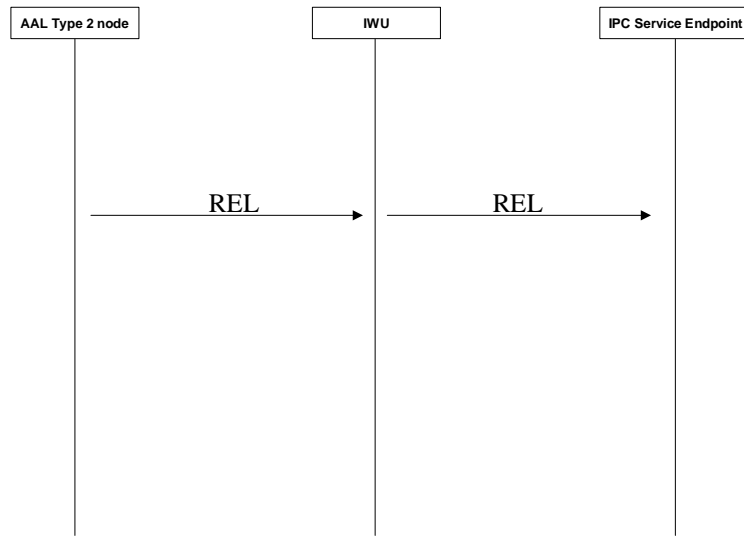 AAL Type 2 node
IWU
IPC Service Endpoint
REL
REL